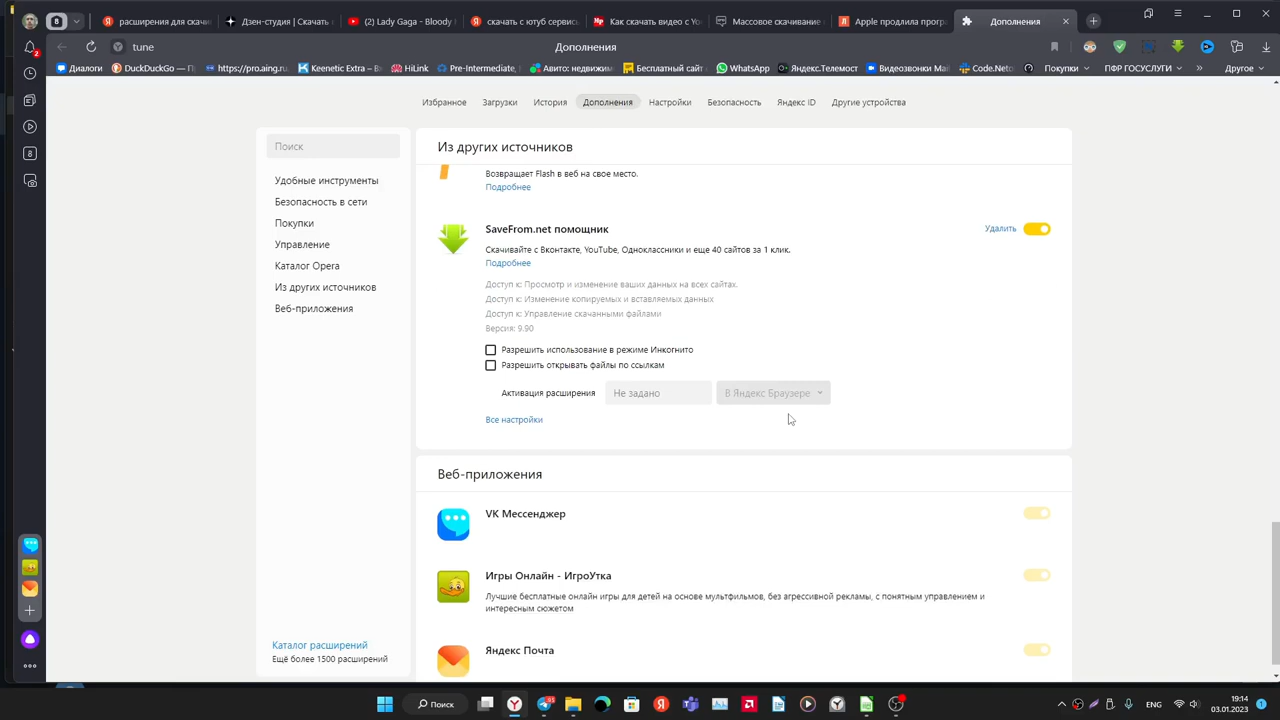 8
расширения для скачи
Дзен-студия | Скачать (
(2) Lady Gaga - Bloody
скачать с ютуб сервис
Как скачать видео с Yo
Массовое скачивание
Apple продлила прогр
Дополнения
2
tune
Дополнения
Диалоги
DuckDuckGo — П
https://pro.aing.ru
Keenetic Extra – B
HiLink
Pre-Intermediate,
Авито: недвижи
Бесплатный сайт
WhatsApp
Яндекс.Телемост
Видеозвонки Mai
Code.Neto
Покупки
ПФР ГОСУСЛУГИ
»
Другое
Избранное
Загрузки
История
Дополнения
Настройки
Безопасность
Яндекс ID
Другие устройства
Поиск
Удобные инструменты
Безопасность в сети
Покупки
Управление
Каталог Opera
Из других источников
Веб-приложения
Каталог расширений
Ещё более 1500 расширений
Из других источников
Возвращает Flash в веб на свое место.
Подробнее
SaveFrom.net помощник
Удалить
Скачивайте с Вконтакте, YouTube, Одноклассники и еще 40 сайтов за 1 клик.
Подробнее
Доступ к: Просмотр и изменение ваших данных на всех сайтах.
Доступ к: Изменение копируемых и вставляемых данных
Доступ к: Управление скачанными файлами
Версия: 9.90
Разрешить использование в режиме Инкогнито
Разрешить открывать файлы по ссылкам
Активация расширения
Не задано
В Яндекс Браузере
Все настройки
Веб-приложения
VK Мессенджер
Игры Онлайн - ИгроУтка
Лучшие бесплатные онлайн игры для детей на основе мультфильмов, без агрессивной рекламы, с понятным управлением и
интересным сюжетом
Яндекс Почта
Поиск
ENG
19:14
03.01.2023